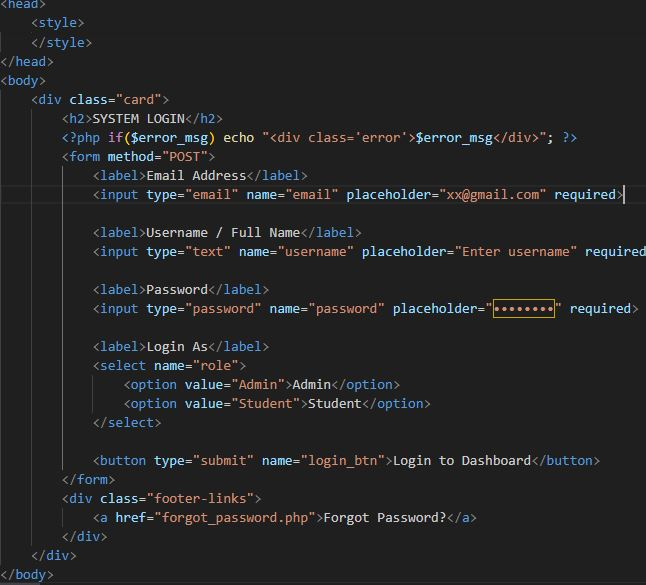 <head>
<style>
</style>
</head>
<body>
<div class="card">
<h2>SYSTEM LOGIN</h2>
<?php if($error_msg) echo "<div class='error'>$error_msg</div>"; ?>
<form method="POST">
<label>Email Address</label>
<input type="email" name="email" placeholder="xx@gmail.com" required>
<label>Username / Full Name</label>
<input type="text" name="username" placeholder="Enter username" required
<label>Password</label>
<input type="password" name="password" placeholder="••••••••" required>
<label>Login As</label>
<select name="role">
<option value="Admin">Admin</option>
<option value="Student">Student</option>
</select>
<button type="submit" name="login_btn">Login to Dashboard</button>
</form>
<div class="footer-links">
<a href="forgot_password.php">Forgot Password?</a>
</div>
</div>
</body>